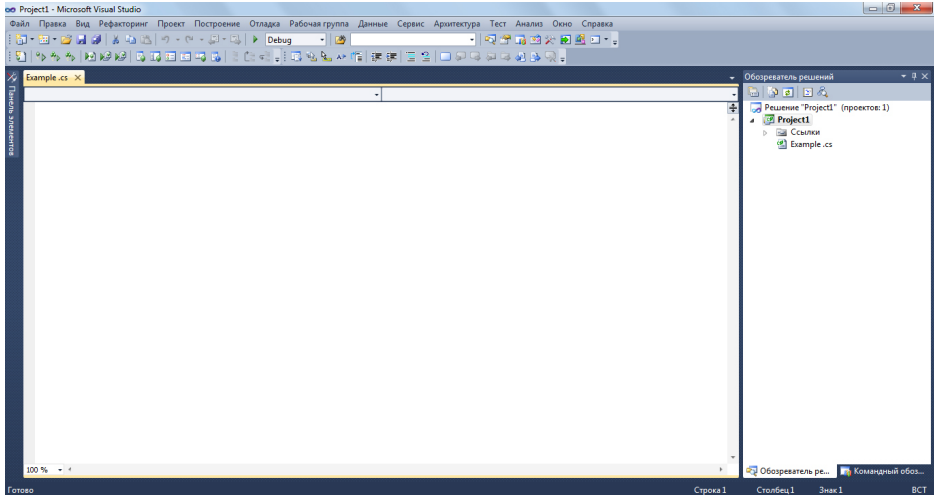 Project1 - Microsoft Visual Studio
Файл Правка Вид Рефакторинг Проект Построение Отладка Рабочая группа Данные Сервис Архитектура Тест Анализ Окно Справка
Debug
Панель элементов
Example.cs
Обозреватель решений
Решение "Project1" (проектов: 1)
Project1
Ссылки
Example.cs
100 %
Обозреватель ре... Командный обоз...
Готово Строка 1 Столбец 1 Знак 1 ВСТ